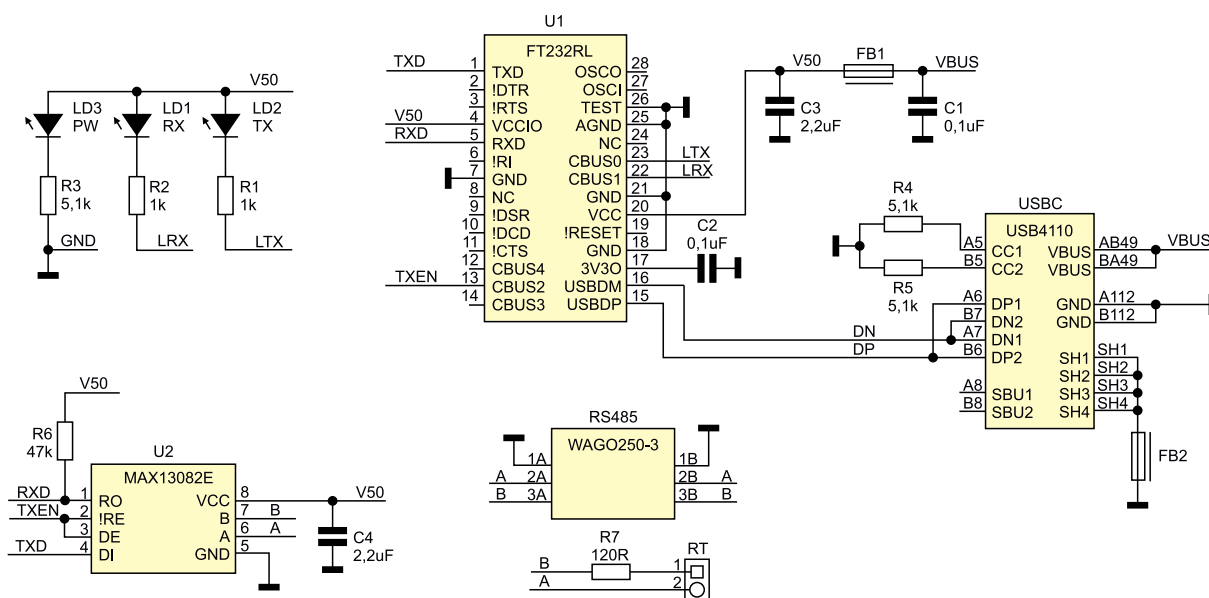 V50
LD3
PW
LD1
RX
LD2
TX
R3
5,1k
R2
1k
R1
1k
GND
LRX
LTX
U1
FT232RL
TXD
V50
RXD
TXEN
1 TXD
2 !DTR
3 !RTS
4 VCCIO
5 RXD
6 !RI
7 GND
8 NC
9 !DSR
10 !DCD
11 !CTS
12 CBUS4
13 CBUS2
14 CBUS3
OSCO 28
OSCI 27
TEST 26
AGND 25
NC 24
CBUS0 23 LTX
CBUS1 22 LRX
GND 21
VCC 20
!RESET 19
GND 18
3V3O 17
USBDM 16
USBDP 15
C2
0,1uF
V50
FB1
VBUS
C3
2,2uF
C1
0,1uF
R4
5,1k
R5
5,1k
DN
DP
USBC
USB4110
A5 CC1
B5 CC2
A6 DP1
B7 DN2
A7 DN1
B6 DP2
A8 SBU1
B8 SBU2
VBUS AB49 VBUS
VBUS BA49
GND A112
GND B112
SH1 SH1
SH2 SH2
SH3 SH3
SH4 SH4
FB2
V50
R6
47k
U2
MAX13082E
RXD 1 RO
TXEN 2 !RE
3 DE
TXD 4 DI
VCC 8 V50
B 7 B
A 6 A
GND 5
C4
2,2uF
RS485
WAGO250-3
1A 1B
A 2A 2B A
B 3A 3B B
R7
120R
RT
B 1
A 2